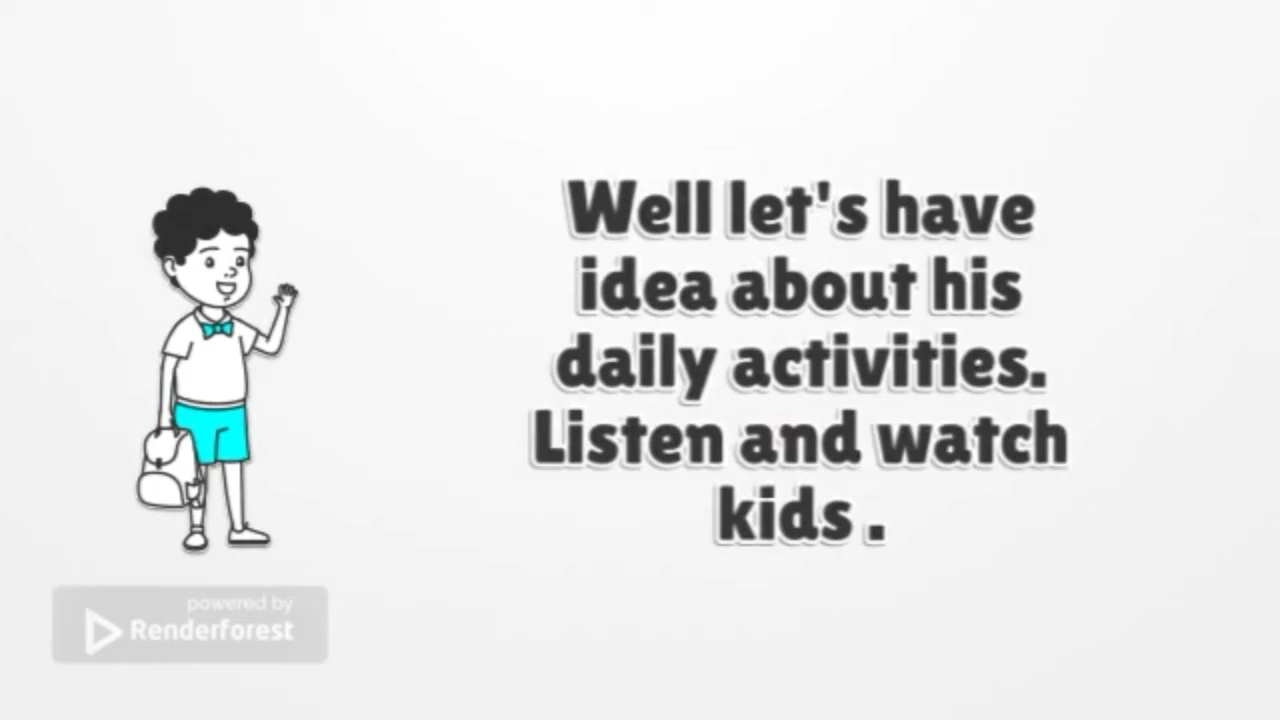 Well let's have
idea about his
daily activities.
Listen and watch
kids .
powered by
Renderforest